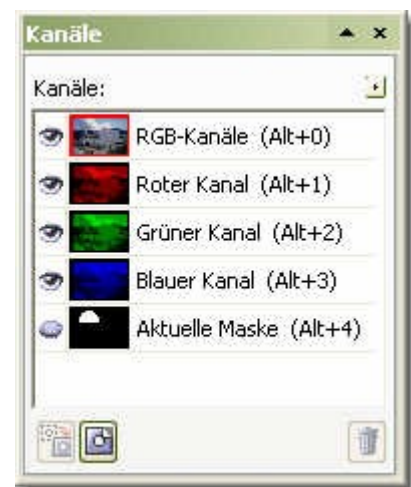 Kanäle
Kanäle:
RGB-Kanäle (Alt+0)
Roter Kanal (Alt+1)
Grüner Kanal (Alt+2)
Blauer Kanal (Alt+3)
Aktuelle Maske (Alt+4)